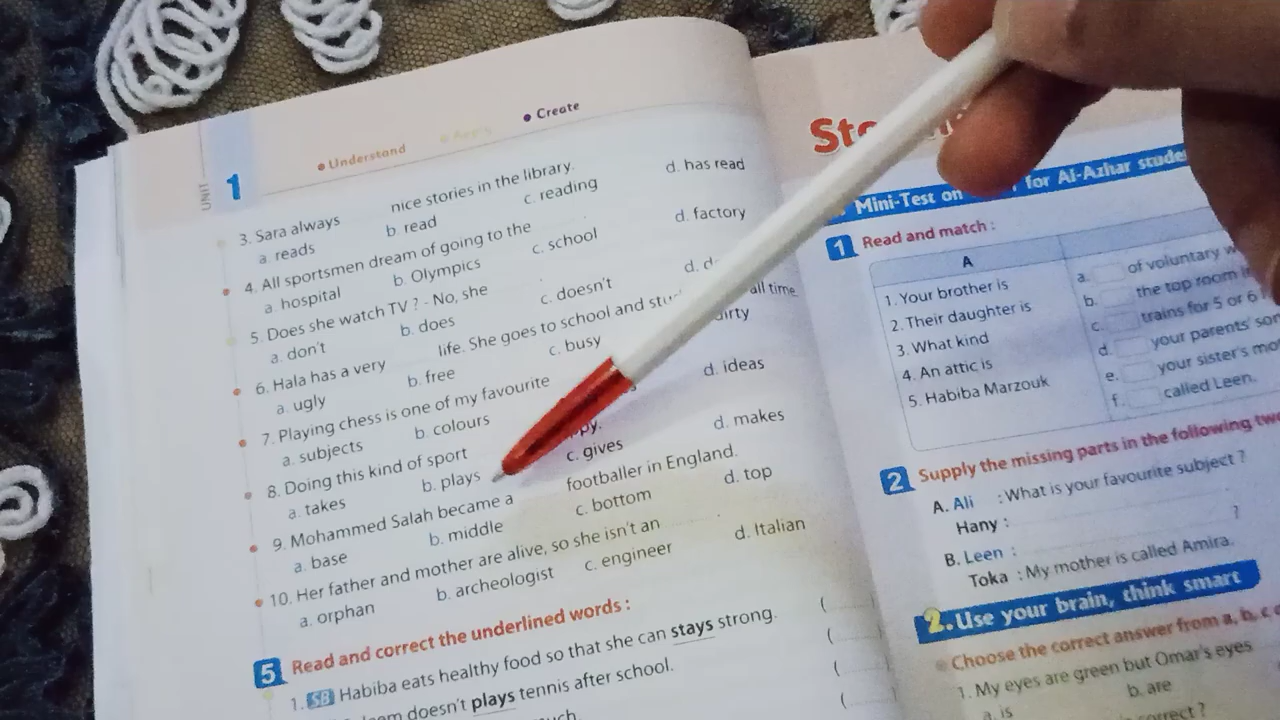 UNIT 1
Understand
Apply
Create
3. Sara always nice stories in the library.
a reads b. read c. reading d. has read
4. All sportsmen dream of going to the
a. hospital b. Olympics c. school d. factory
5. Does she watch TV ? - No, she
a. don't b. does c. doesn't
6. Hala has a very life. She goes to school and all time
a. ugly b. free c. busy
7. Playing chess is one of my favourite
a. subjects b. colours d. ideas
8. Doing this kind of sport
a. takes b. plays c. gives d. makes
9. Mohammed Salah became a footballer in England.
a. base b. middle c. bottom d. top
10. Her father and mother are alive, so she isn't an
a. orphan b. archeologist c. engineer d. Italian
5 Read and correct the underlined words :
1. SB Habiba eats healthy food so that she can stays strong. (
doesn't plays tennis after school. (
(
(
Mini-Test on for Al-Azhar
1 Read and match :
A
1. Your brother is
2. Their daughter is
3. What kind
4. An attic is
5. Habiba Marzouk
a. of voluntary
b. the top room
c. trains for 5 or 6
d. your parents'
e. your sister's
f. called Leen.
2 Supply the missing parts in the following
A. Ali : What is your favourite subject ?
Hany : ?
B. Leen :
Toka : My mother is called Amira.
2. Use your brain, think smart
Choose the correct answer from a, b, c
1. My eyes are green but Omar's eyes
a. is b. are